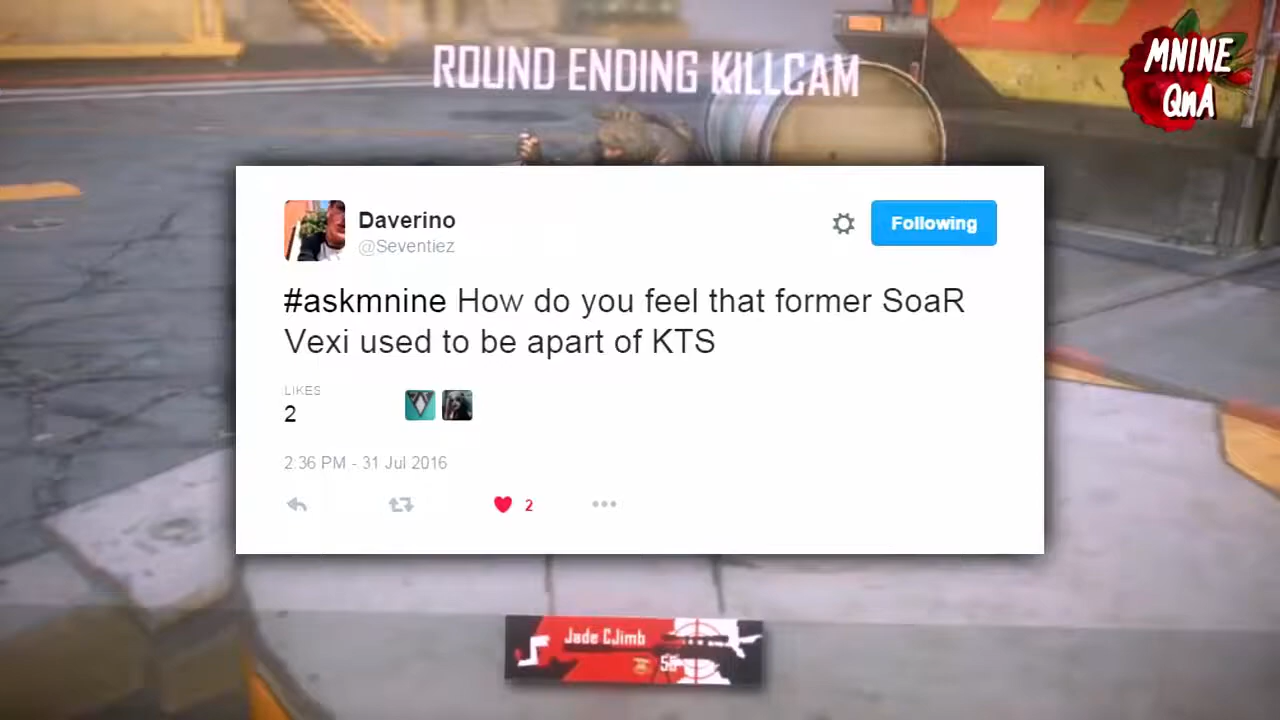 ROUND ENDING KILLCAM
MNINE
QnA
Daverino
@Seventiez
Following
#askmnine How do you feel that former SoaR
Vexi used to be apart of KTS
LIKES
2
2:36 PM - 31 Jul 2016
2
Jade CJimb